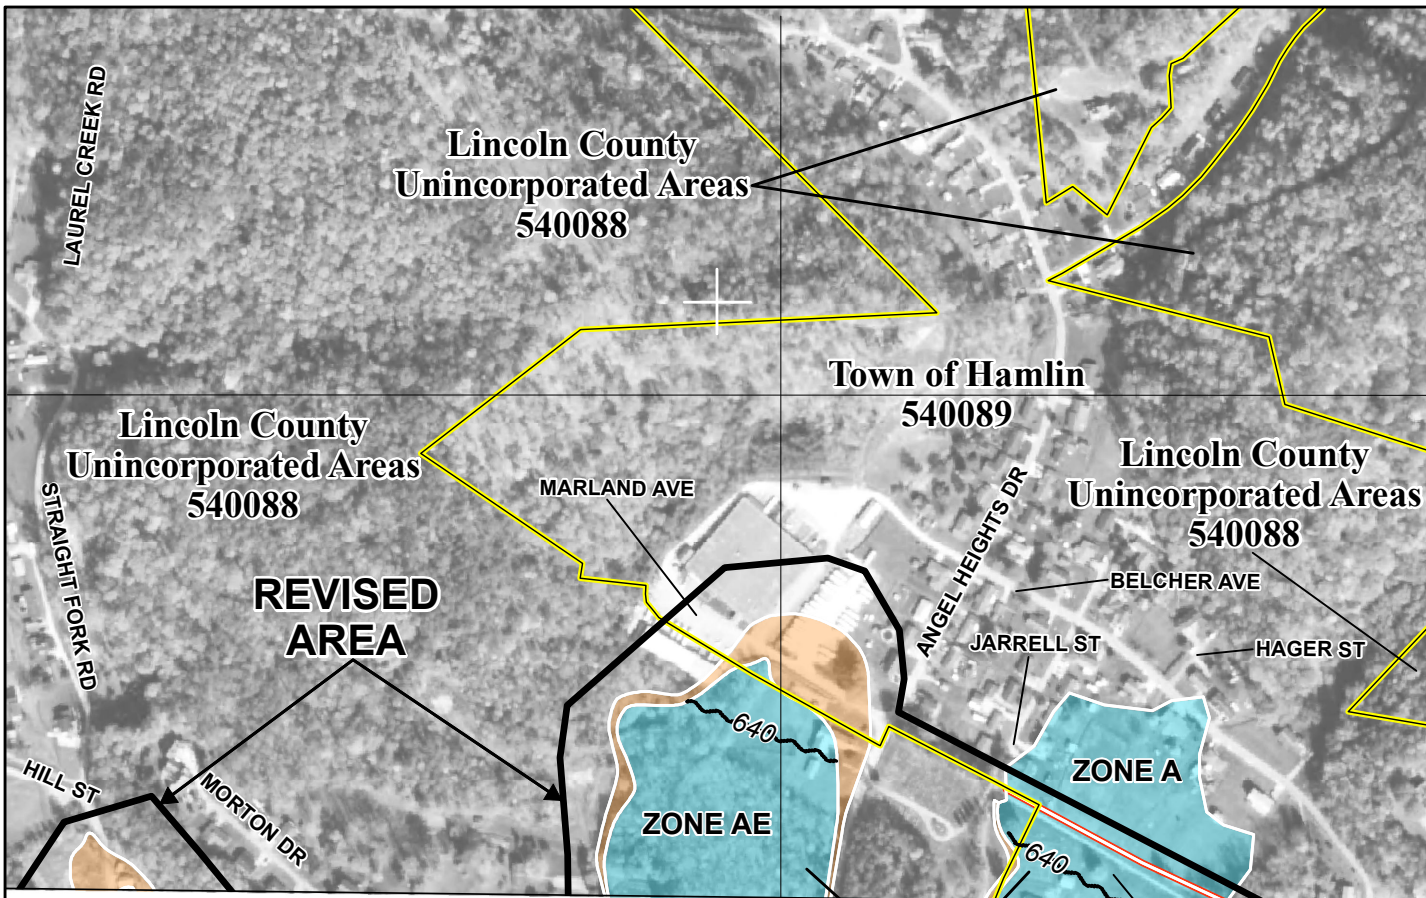 LAUREL CREEK RD
Lincoln County
Unincorporated Areas
540088
Town of Hamlin
540089
Lincoln County
Unincorporated Areas
540088
Lincoln County
Unincorporated Areas
540088
MARLAND AVE
STRAIGHT FORK RD
ANGEL HEIGHTS DR
REVISED
AREA
BELCHER AVE
JARRELL ST
HAGER ST
640
HILL ST
MORTON DR
ZONE AE
ZONE A
640